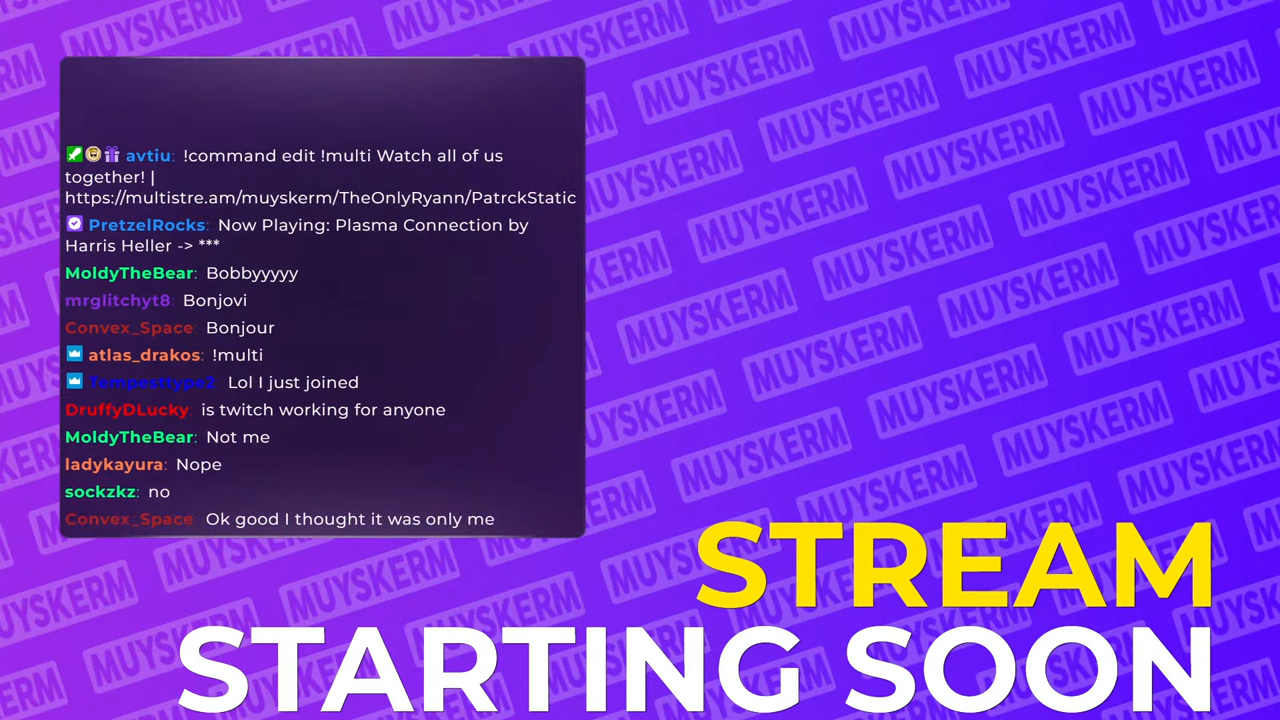 avtiu: !command edit !multi Watch all of us
together! |
https://multistre.am/muyskerm/TheOnlyRyann/PatrckStatic
PretzelRocks: Now Playing: Plasma Connection by
Harris Heller -> ***
MoldyTheBear: Bobbyyyyy
mrglitchyt8: Bonjovi
Convex_Space: Bonjour
atlas_drakos: !multi
Tampesttype2: Lol I just joined
DruffyDLucky: is twitch working for anyone
MoldyTheBear: Not me
ladykayura: Nope
sockzkz: no
Convex_Space: Ok good I thought it was only me
STREAM
STARTING SOON
MUYSKERM